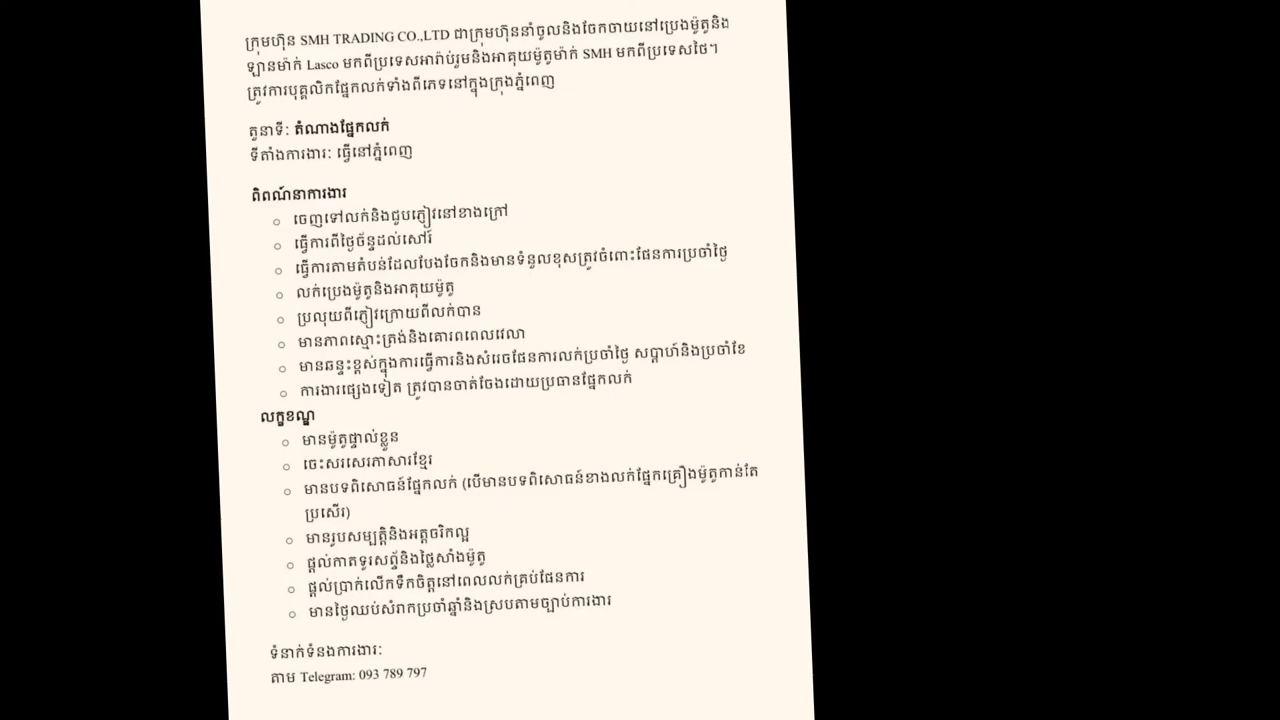 ក្រុមហ៊ុន SMH TRADING CO.,LTD ជាក្រុមហ៊ុននាំចូលនិងចែកចាយនៅប្រេងម៉ូតូនិង
ឡានម៉ាក់ Lasco មកពីប្រទេសអារ៉ាប់រួមនិងអាគុយម៉ូតូម៉ាក់ SMH មកពីប្រទេសថៃ។
ត្រូវការបុគ្គលិកផ្នែកលក់ទាំងពីភេទនៅក្នុងក្រុងភ្នំពេញ
តួនាទី: តំណាងផ្នែកលក់
ទីតាំងការងារ: ធ្វើនៅភ្នំពេញ
ពិពណ៍នាការងារ
○ ចេញទៅលក់និងជួបភ្ញៀវនៅខាងក្រៅ
○ ធ្វើការពីថ្ងៃច័ន្ទដល់សៅរ៍
○ ធ្វើការតាមតំបន់ដែលបែងចែកនិងមានទំនួលខុសត្រូវចំពោះផែនការប្រចាំថ្ងៃ
○ លក់ប្រេងម៉ូតូនិងអាគុយម៉ូតូ
○ ប្រលុយពីភ្ញៀវក្រោយពីលក់បាន
○ មានភាពស្មោះត្រង់និងគោរពពេលវេលា
○ មានឆន្ទះខ្ពស់ក្នុងការធ្វើការនិងសំរេចផែនការលក់ប្រចាំថ្ងៃ សប្តាហ៍និងប្រចាំខែ
○ ការងារផ្សេងទៀត ត្រូវបានចាត់ចែងដោយប្រធានផ្នែកលក់
លក្ខខណ្ឌ
○ មានម៉ូតូផ្ទាល់ខ្លួន
○ ចេះសរសេរភាសារខ្មែរ
○ មានបទពិសោធន៍ផ្នែកលក់ (បើមានបទពិសោធន៍ខាងលក់ផ្នែកគ្រឿងម៉ូតូកាន់តែ
ប្រសើរ)
○ មានរូបសម្បត្តិនិងអត្តចរិកល្អ
○ ផ្តល់កាតទូរសព្ទ័និងថ្លៃសាំងម៉ូតូ
○ ផ្តល់ប្រាក់លើកទឹកចិត្តនៅពេលលក់គ្រប់ផែនការ
○ មានថ្ងៃឈប់សំរាកប្រចាំឆ្នាំនិងស្របតាមច្បាប់ការងារ
ទំនាក់ទំនងការងារ:
តាម Telegram: 093 789 797